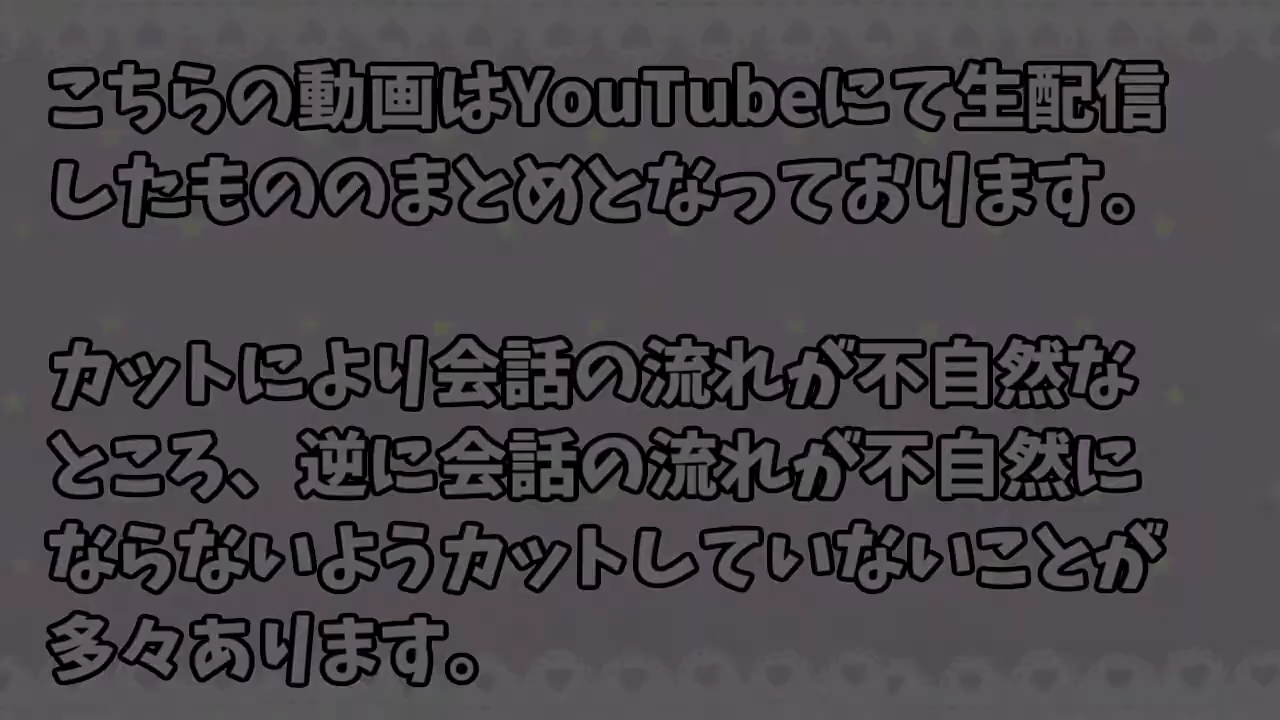 こちらの動画はYouTubeにて生配信
したもののまとめとなっております。
カットにより会話の流れが不自然な
ところ、逆に会話の流れが不自然に
ならないようカットしていないことが
多々あります。